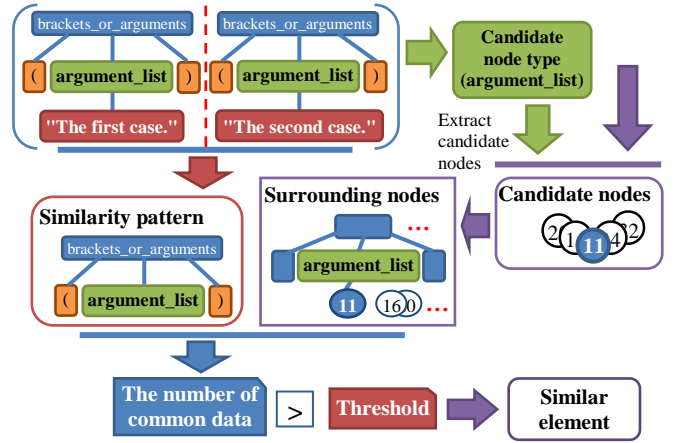 brackets_or_arguments
brackets_or_arguments
( argument_list )
( argument_list )
"The first case."
"The second case."
Candidate
node type
(argument_list)
Extract
candidate
nodes
Similarity pattern
brackets_or_arguments
( argument_list )
Surrounding nodes
...
argument_list
11
16
0
...
Candidate nodes
2
1
11
4
32
The number of
common data
>
Threshold
Similar
element